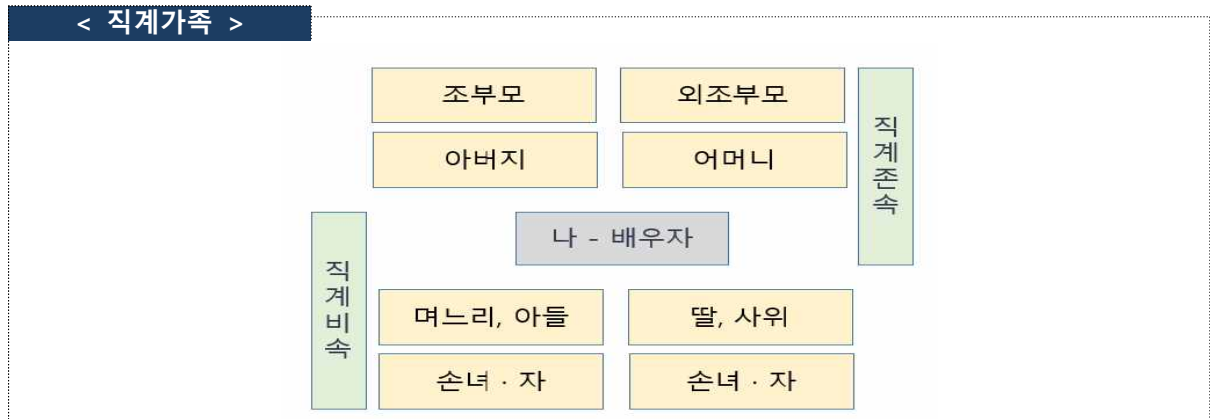 < 직계가족 >
조부모 외조부모
아버지 어머니
직계존속
나 - 배우자
직계비속
며느리, 아들 딸, 사위
손녀 · 자 손녀 · 자